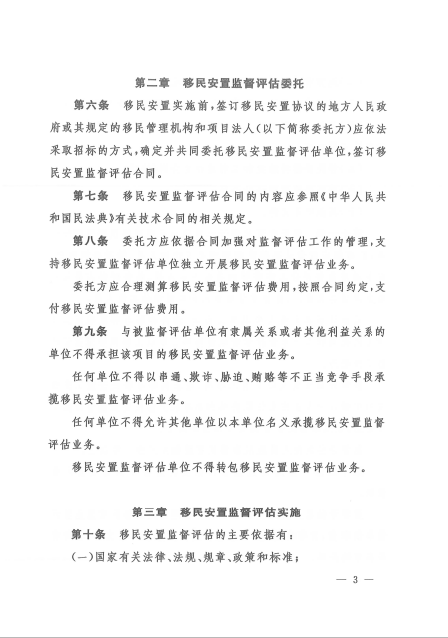 第二章 移民安置监督评估委托
第六条 移民安置实施前,签订移民安置协议的地方人民政
府或其规定的移民管理机构和项目法人(以下简称委托方)应依法
采取招标的方式,确定并共同委托移民安置监督评估单位,签订移
民安置监督评估合同。
第七条 移民安置监督评估合同的内容应参照《中华人民共
和国民法典》有关技术合同的相关规定。
第八条 委托方应依据合同加强对监督评估工作的管理,支
持移民安置监督评估单位独立开展移民安置监督评估业务。
委托方应合理测算移民安置监督评估费用,按照合同约定,支
付移民安置监督评估费用。
第九条 与被监督评估单位有隶属关系或者其他利益关系的
单位不得承担该项目的移民安置监督评估业务。
任何单位不得以串通、欺诈、胁迫、贿赂等不正当竞争手段承
揽移民安置监督评估业务。
任何单位不得允许其他单位以本单位名义承揽移民安置监督
评估业务。
移民安置监督评估单位不得转包移民安置监督评估业务。
第三章 移民安置监督评估实施
第十条 移民安置监督评估的主要依据有:
(一)国家有关法律、法规、规章、政策和标准;
— 3 —